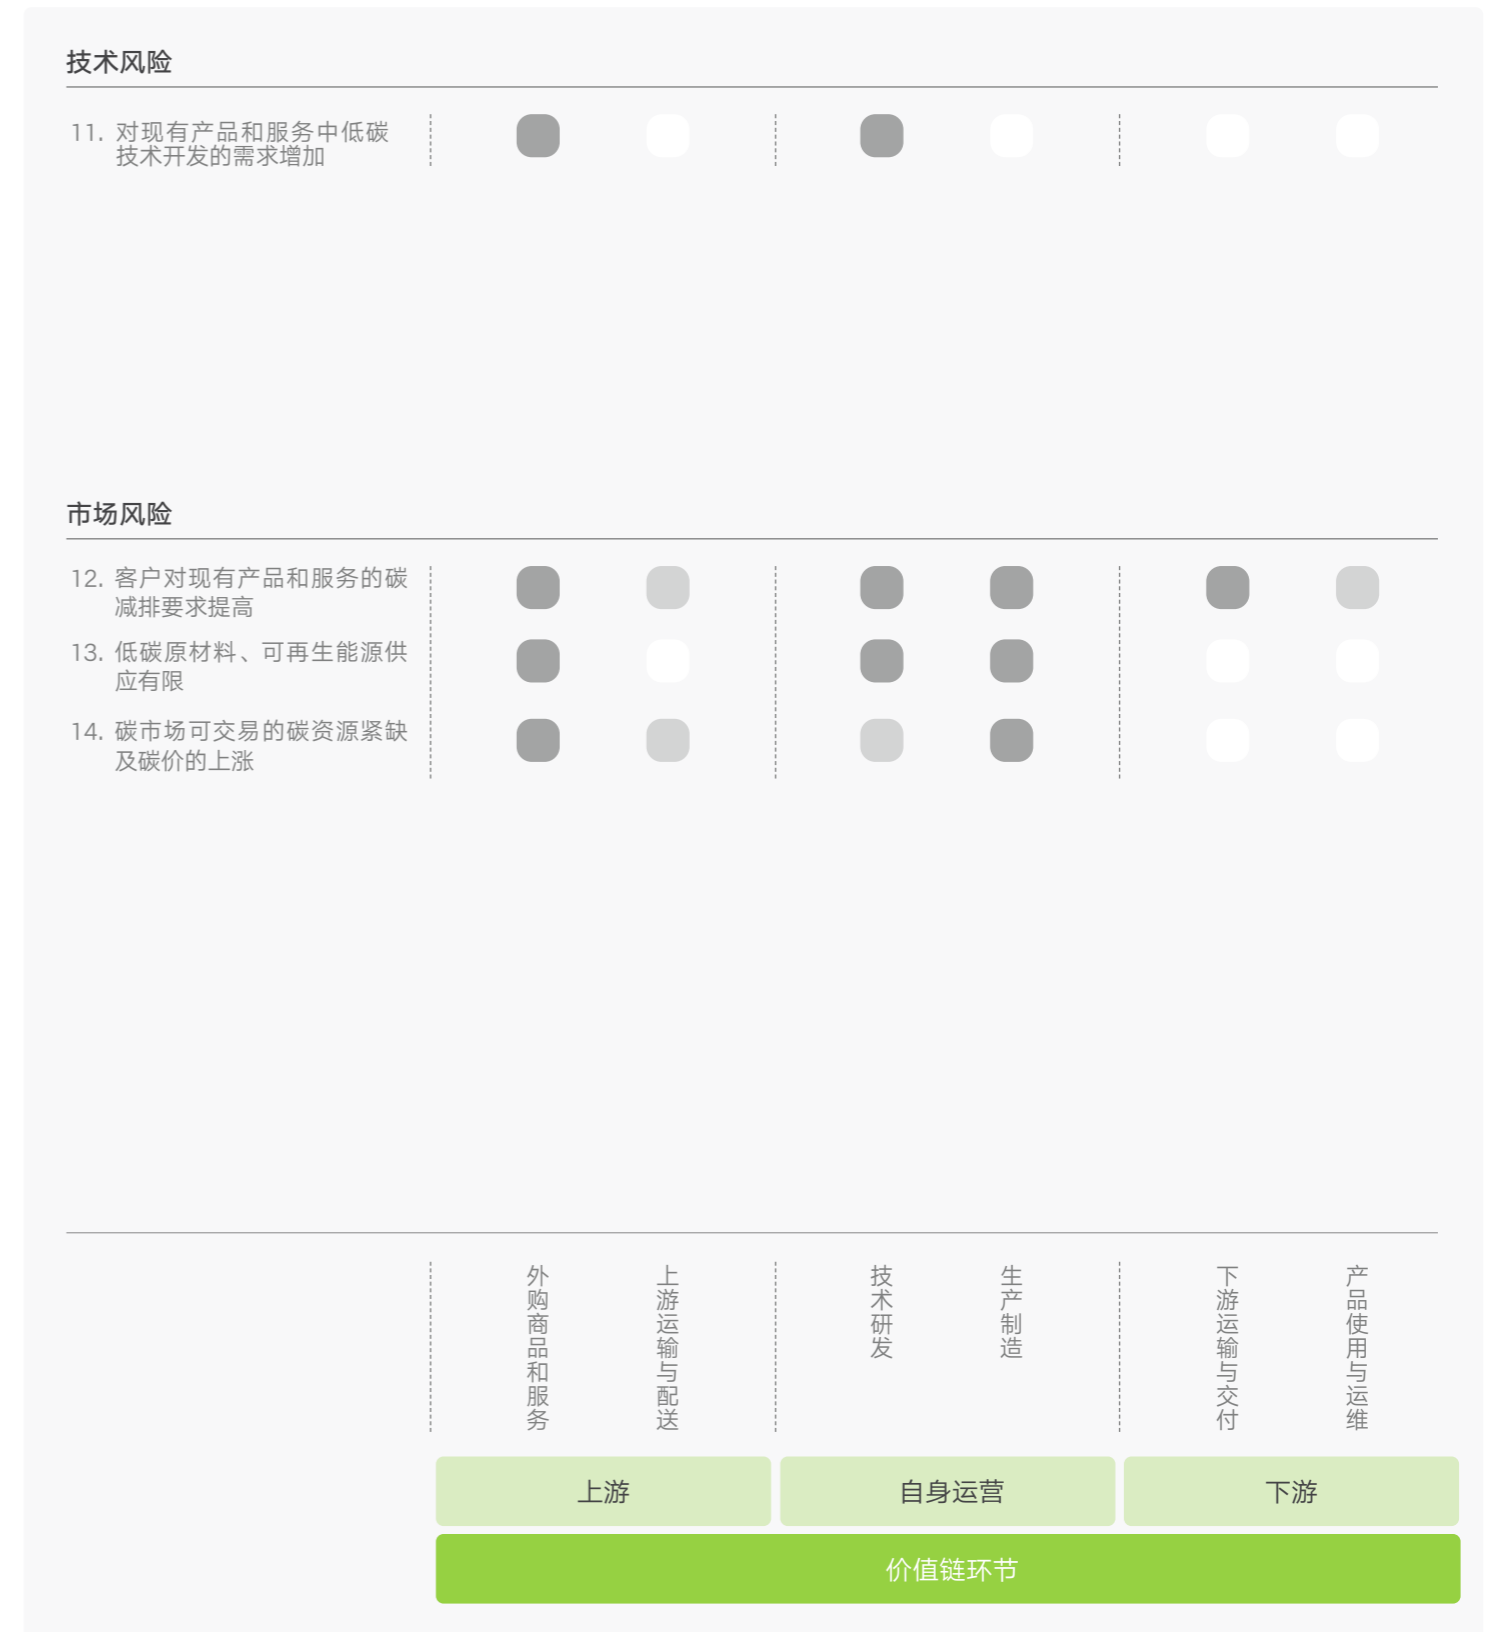 技术风险
11. 对现有产品和服务中低碳
技术开发的需求增加
市场风险
12. 客户对现有产品和服务的碳
减排要求提高
13. 低碳原材料、可再生能源供
应有限
14. 碳市场可交易的碳资源紧缺
及碳价的上涨
外购商品和服务
上游运输与配送
技术研发
生产制造
下游运输与交付
产品使用与运维
上游
自身运营
下游
价值链环节